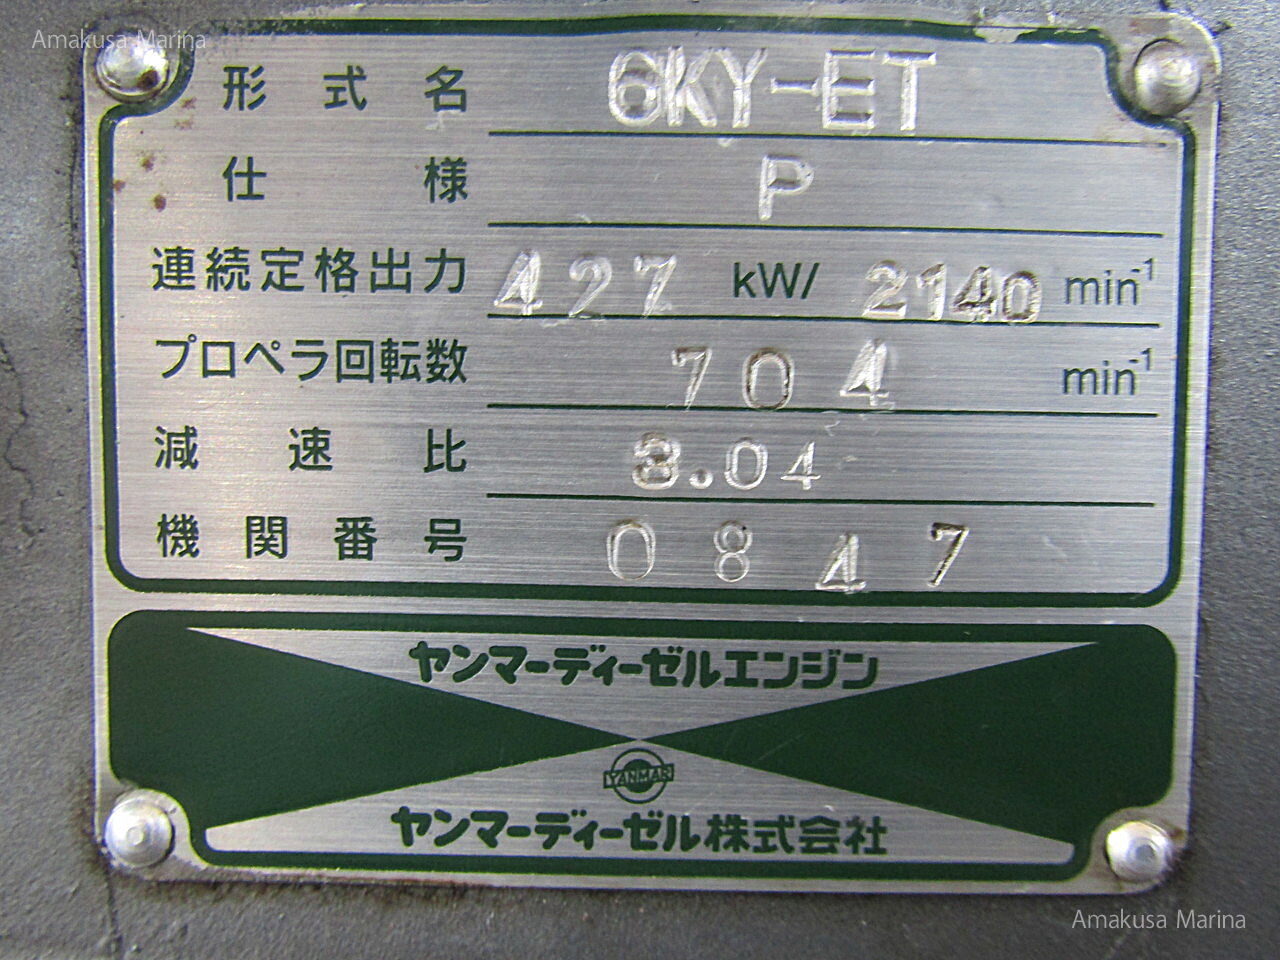 Amakusa Marina
形式名 6KY-ET
仕様 P
連続定格出力 427 kW/ 2140 min-1
プロペラ回転数 704 min-1
減速比 3.04
機関番号 0847
ヤンマーディーゼルエンジン
YANMAR
ヤンマーディーゼル株式会社
Amakusa Marina